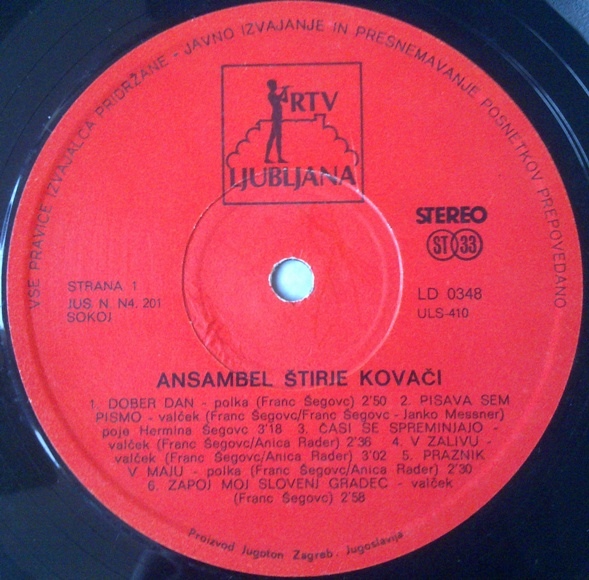 VSE PRAVICE IZVAJALCA PRIDRŽANE - JAVNO IZVAJANJE IN PRESNEMAVANJE POSNETKOV PREPOVEDANO
RTV
LJUBLJANA
STEREO
ST 33
STRANA 1
JUS N. N4. 201
SOKOJ
LD 0348
ULS-410
ANSAMBEL ŠTIRJE KOVAČI
1. DOBER DAN - polka (Franc Šegovc) 2'50 2. PISAVA SEM
PISMO - valček (Franc Šegovc/Franc Šegovc - Janko Messner)
poje Hermina Šegovc 3'18 3. ČASI SE SPREMINJAJO -
valček (Franc Šegovc/Anica Rader) 2'36 4. V ZALIVU -
valček (Franc Šegovc/Anica Rader) 3'02 5. PRAZNIK
V MAJU - polka (Franc Šegovc/Anica Rader) 2'30
6. ZAPOJ MOJ SLOVENJ GRADEC - valček
(Franc Šegovc) 2'58
Proizvod Jugoton Zagreb. Jugoslavija